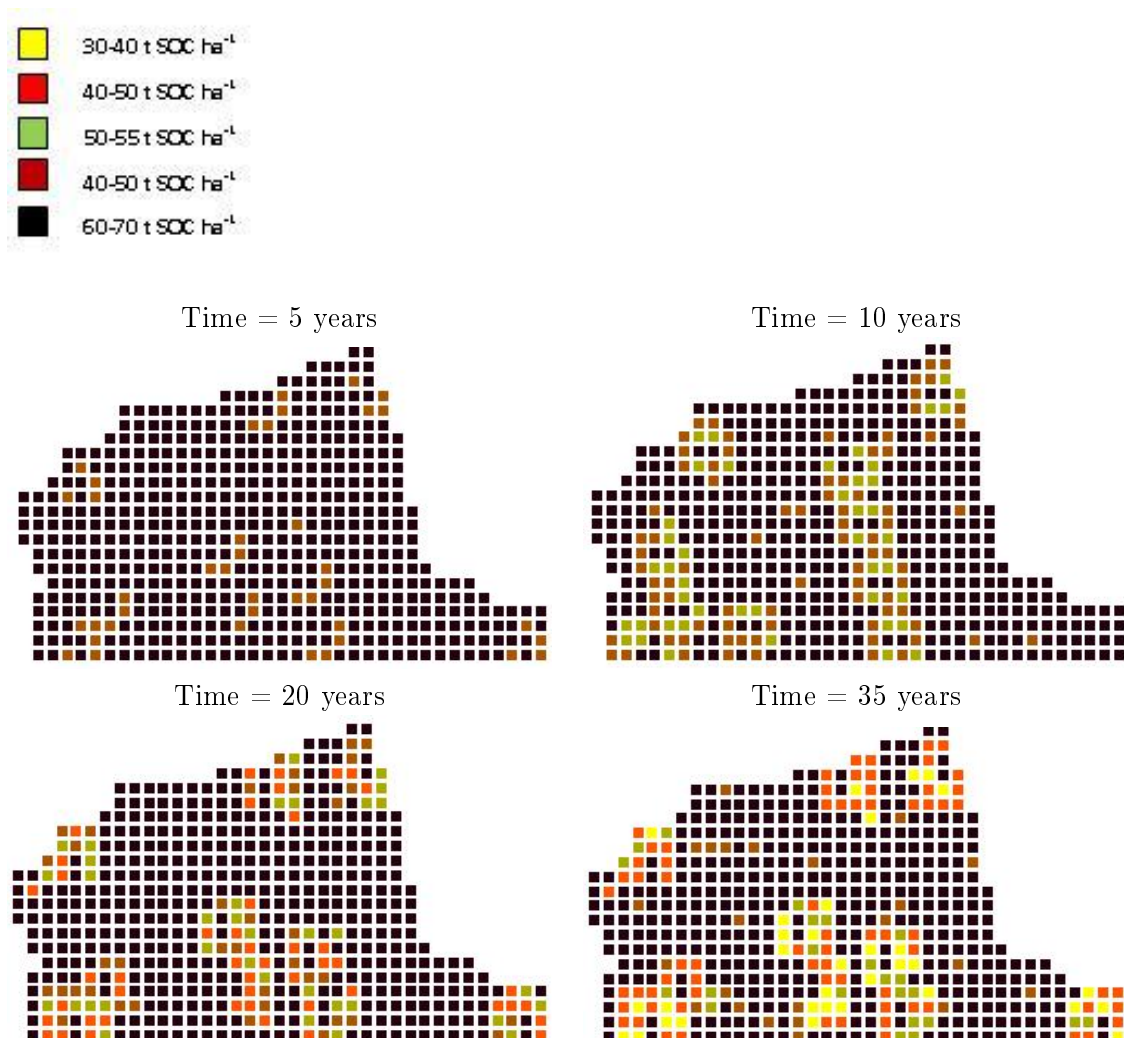 30-40 t SOC ha⁻¹
40-50 t SOC ha⁻¹
50-55 t SOC ha⁻¹
40-50 t SOC ha⁻¹
60-70 t SOC ha⁻¹
Time = 5 years
Time = 10 years
Time = 20 years
Time = 35 years